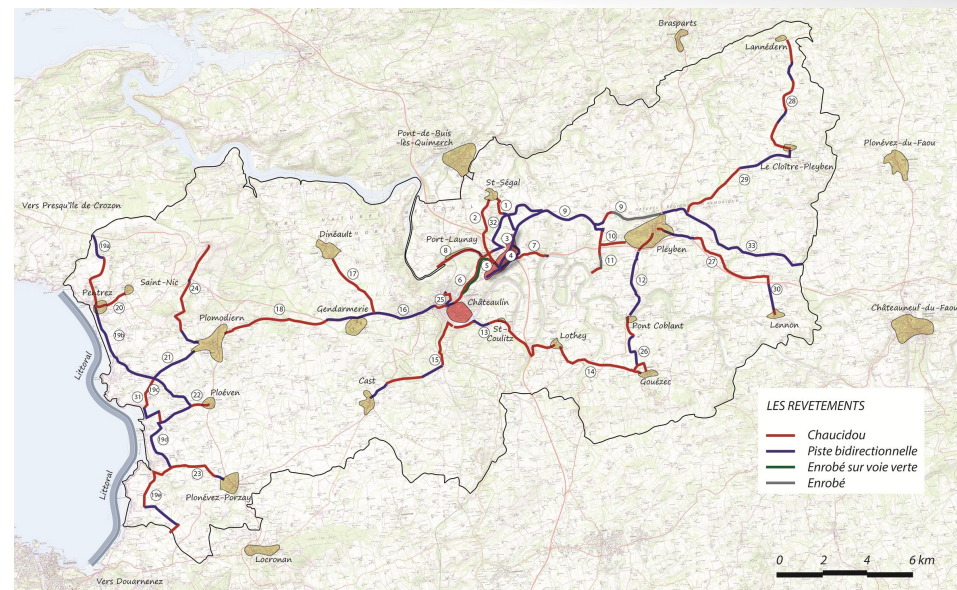 Brasparts
Lannédern
28
Pont-de-Buis
-lès-Quimerch
Plonévez-du-Faou
Le Cloître-Pleyben
29
St-Ségal
1
2
32
9
9
Vers Presqu'île de Crozon
Dinéault
Port-Launay
3
10
Pleyben
19a
8
5
4
7
11
33
27
Saint-Nic
17
6
12
Pentrez
20
24
25
Châteaulin
30
18
Gendarmerie
16
Châteauneuf-du-Faou
Plomodiern
13
St-
Coulitz
Pont Coblant
Lennon
19b
Lothey
21
15
26
Littoral
14
Gouézec
Cast
19c
31
22
Ploéven
LES REVETEMENTS
Chaucidou
Piste bidirectionnelle
Enrobé sur voie verte
Enrobé
19d
23
Littoral
19e
Plonévez-Porzay
Locronan
0 2 4 6 km
Vers Douarnenez